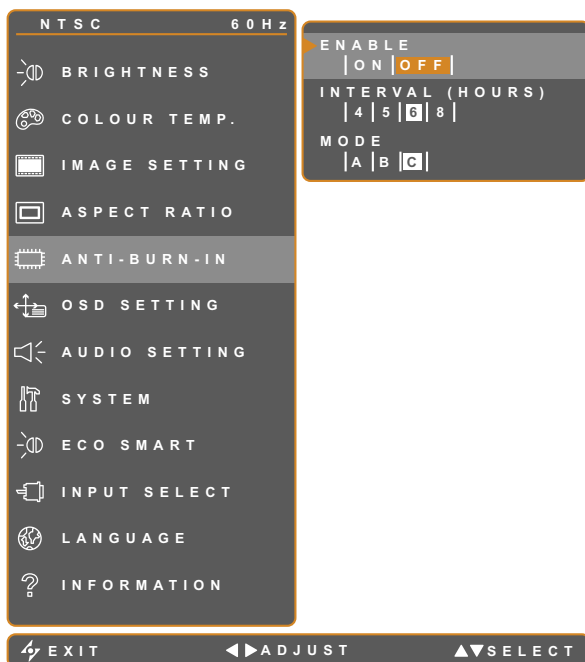 NTSC 60Hz
BRIGHTNESS
COLOUR TEMP.
IMAGE SETTING
ASPECT RATIO
ANTI-BURN-IN
OSD SETTING
AUDIO SETTING
SYSTEM
ECO SMART
INPUT SELECT
LANGUAGE
INFORMATION
ENABLE
ON OFF
INTERVAL (HOURS)
4 5 6 8
MODE
A B C
EXIT ADJUST SELECT